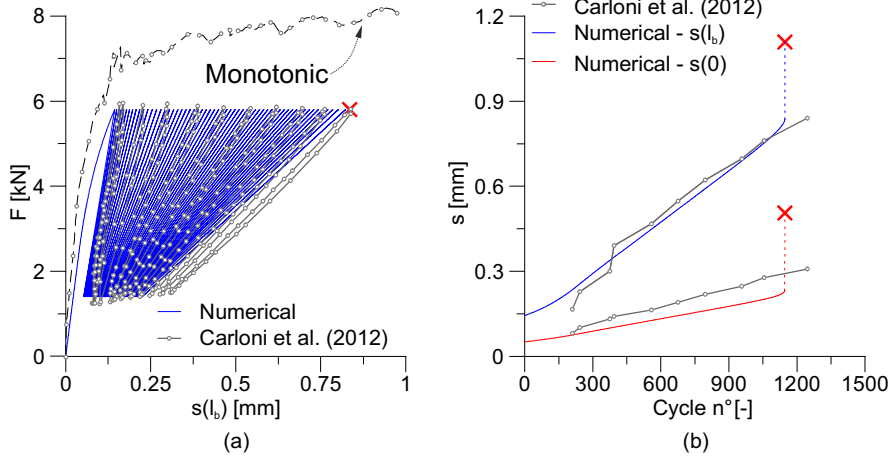 8
6
4
2
0
F [kN]
Monotonic
Numerical
Carloni et al. (2012)
0
0.25
0.5
0.75
1
s(lb) [mm]
(a)
1.2
0.9
0.6
0.3
0
s [mm]
Carloni et al. (2012)
Numerical - s(lb)
Numerical - s(0)
0
300
600
900
1200
1500
Cycle n° [-]
(b)